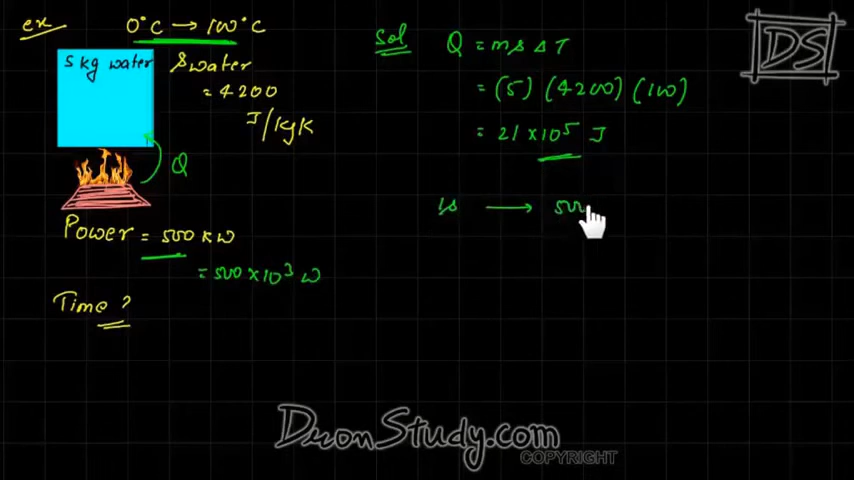 ex 0°C → 100°C
5 kg water
Swater
= 4200
J/kgK
Q
Power = 500 kW
= 500 × 10³ W
Time ?
Sol Q = ms ΔT
= (5) (4200) (100)
= 21 × 10⁵ J
1s → 500
DS
DronStudy.com
COPYRIGHT